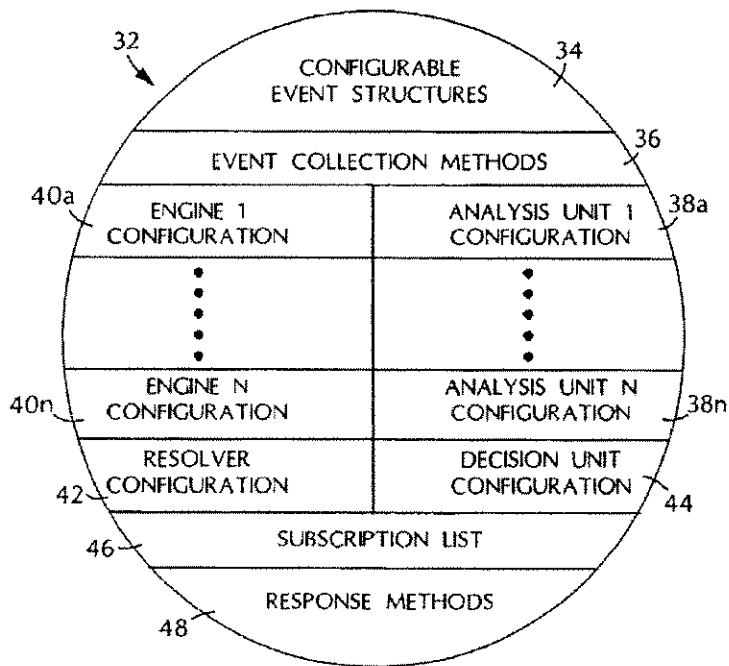 32
34
CONFIGURABLE
EVENT STRUCTURES
36
EVENT COLLECTION METHODS
40a
38a
ENGINE 1
CONFIGURATION
ANALYSIS UNIT 1
CONFIGURATION
40n
38n
ENGINE N
CONFIGURATION
ANALYSIS UNIT N
CONFIGURATION
42
44
RESOLVER
CONFIGURATION
DECISION UNIT
CONFIGURATION
46
SUBSCRIPTION LIST
48
RESPONSE METHODS